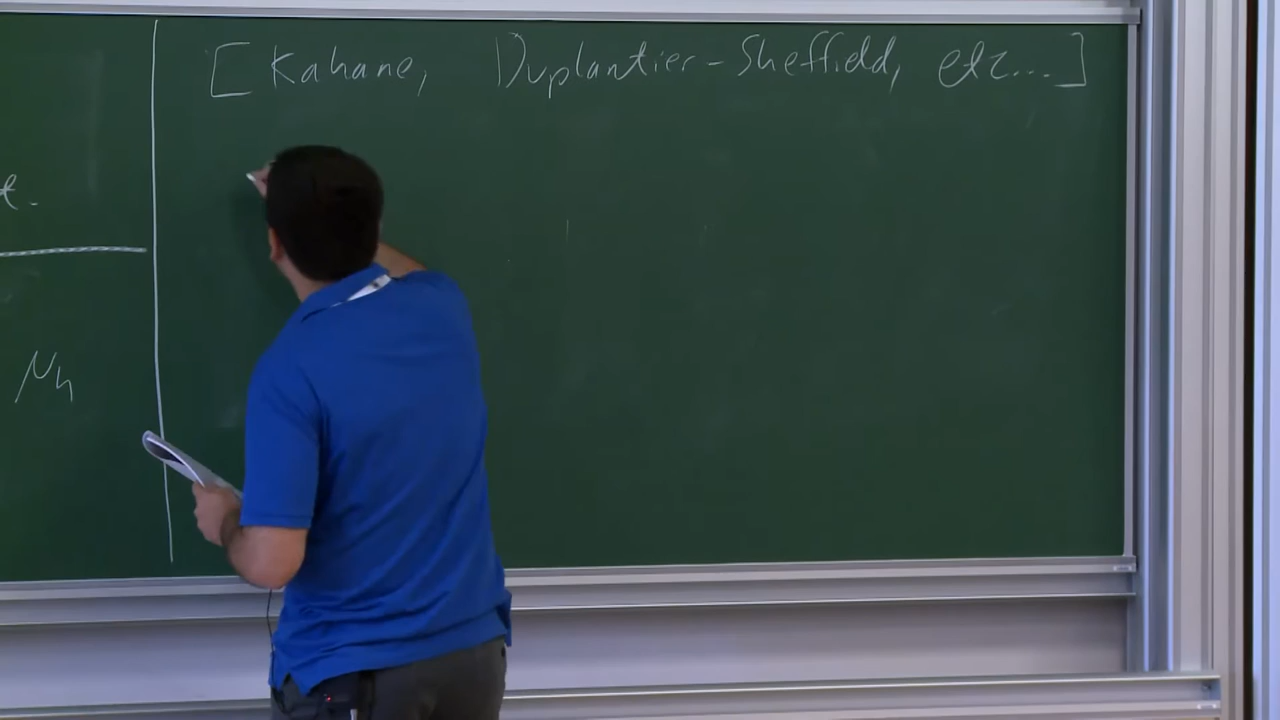 [Kahane, Duplantier-Sheffield, etc...]
t.
μh